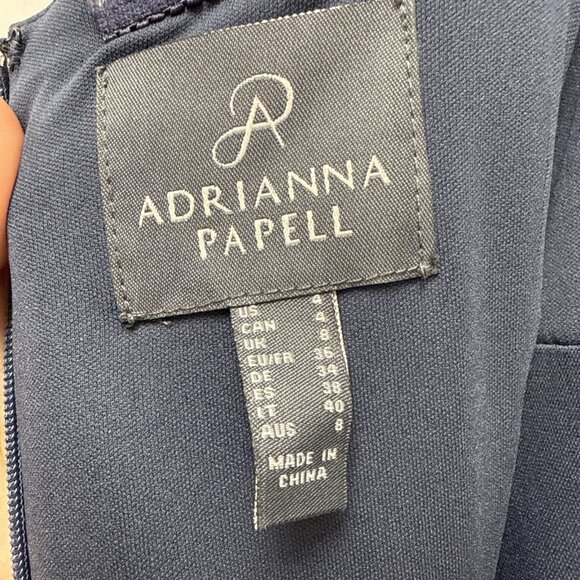 AP
ADRIANNA
PAPELL
US 4
CAN 4
UK 8
EU/FR 36
DE 34
ES 38
IT 40
AUS 8
MADE IN
CHINA